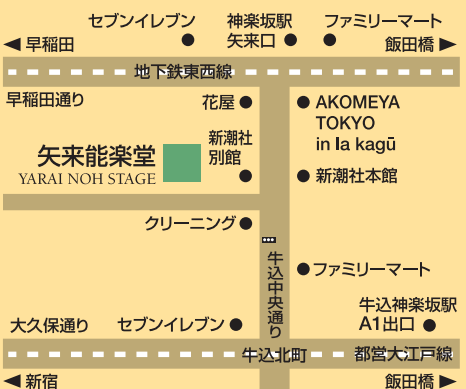 セブンイレブン
神楽坂駅
矢来口
ファミリーマート
早稲田
飯田橋
地下鉄東西線
早稲田通り
花屋
AKOMEYA
TOKYO
in la kagū
矢来能楽堂
YARAI NOH STAGE
新潮社
別館
新潮社本館
クリーニング
牛込中央通り
ファミリーマート
牛込神楽坂駅
A1出口
大久保通り
セブンイレブン
牛込北町
都営大江戸線
新宿
飯田橋